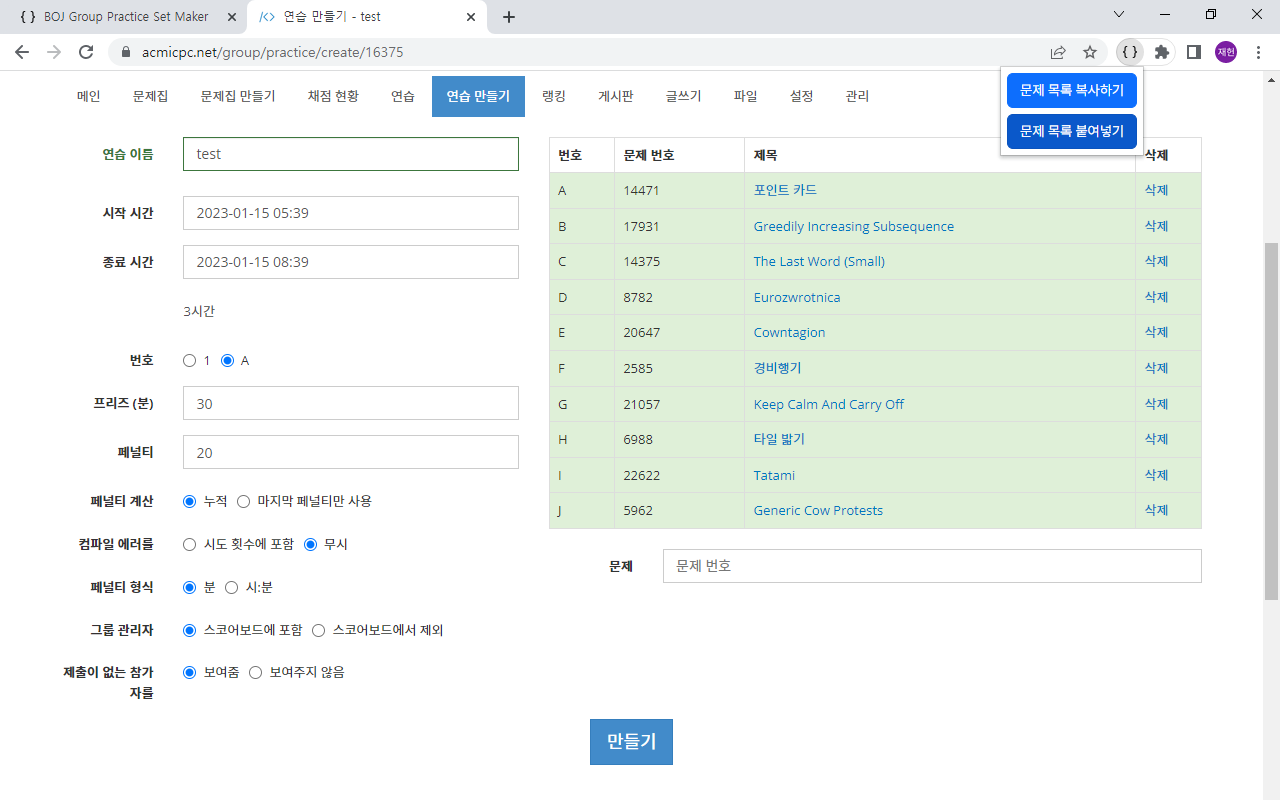 { } BOJ Group Practice Set Maker
</> 연습 만들기 - test
acmicpc.net/group/practice/create/16375
{ }
재헌
메인 문제집 문제집 만들기 채점 현황 연습 연습 만들기 랭킹 게시판 글쓰기 파일 설정 관리
문제 목록 복사하기
문제 목록 붙여넣기
연습 이름 test
시작 시간 2023-01-15 05:39
종료 시간 2023-01-15 08:39
3시간
번호 1 A
프리즈 (분) 30
페널티 20
페널티 계산 누적 마지막 페널티만 사용
컴파일 에러를 시도 횟수에 포함 무시
페널티 형식 분 시:분
그룹 관리자 스코어보드에 포함 스코어보드에서 제외
제출이 없는 참가
자를
보여줌 보여주지 않음
번호 문제 번호 제목 삭제
A 14471 포인트 카드 삭제
B 17931 Greedily Increasing Subsequence 삭제
C 14375 The Last Word (Small) 삭제
D 8782 Eurozwrotnica 삭제
E 20647 Cowntagion 삭제
F 2585 경비행기 삭제
G 21057 Keep Calm And Carry Off 삭제
H 6988 타일 밟기 삭제
I 22622 Tatami 삭제
J 5962 Generic Cow Protests 삭제
문제 문제 번호
만들기